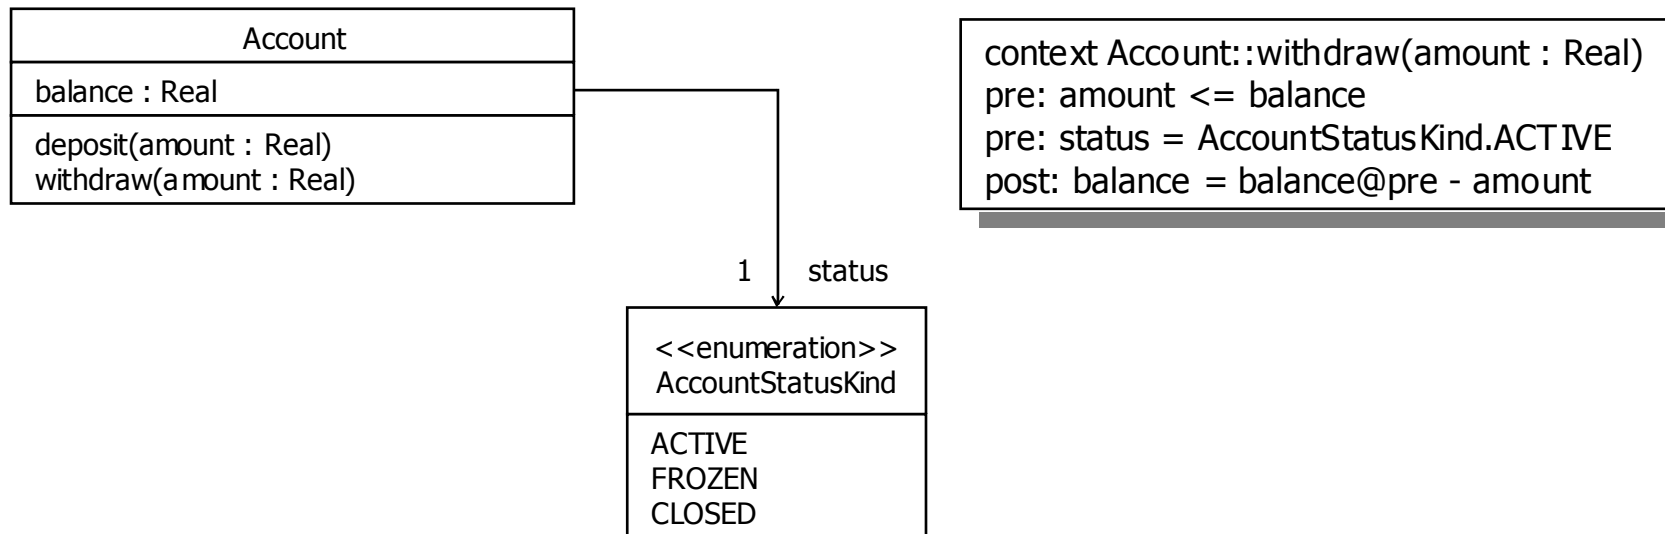 Account
balance : Real
deposit(amount : Real)
withdraw(amount : Real)
context Account::withdraw(amount : Real)
pre: amount <= balance
pre: status = AccountStatusKind.ACTIVE
post: balance = balance@pre - amount
1 status
<<enumeration>>
AccountStatusKind
ACTIVE
FROZEN
CLOSED